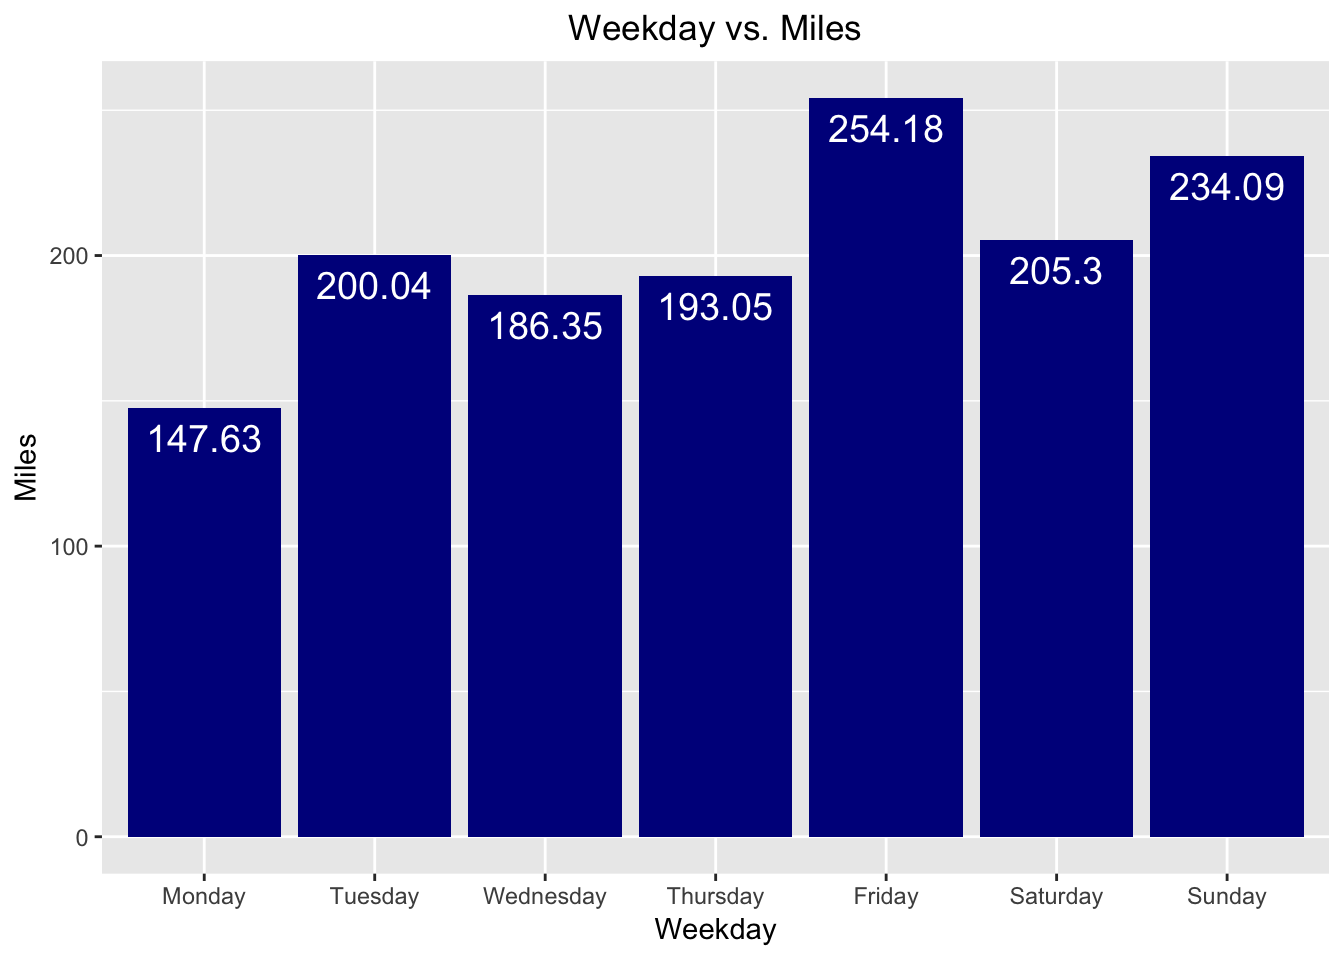 Weekday vs. Miles
254.18
234.09
200
205.3
200.04
193.05
186.35
147.63
Miles
100
0
Monday Tuesday Wednesday Thursday Friday Saturday Sunday
Weekday